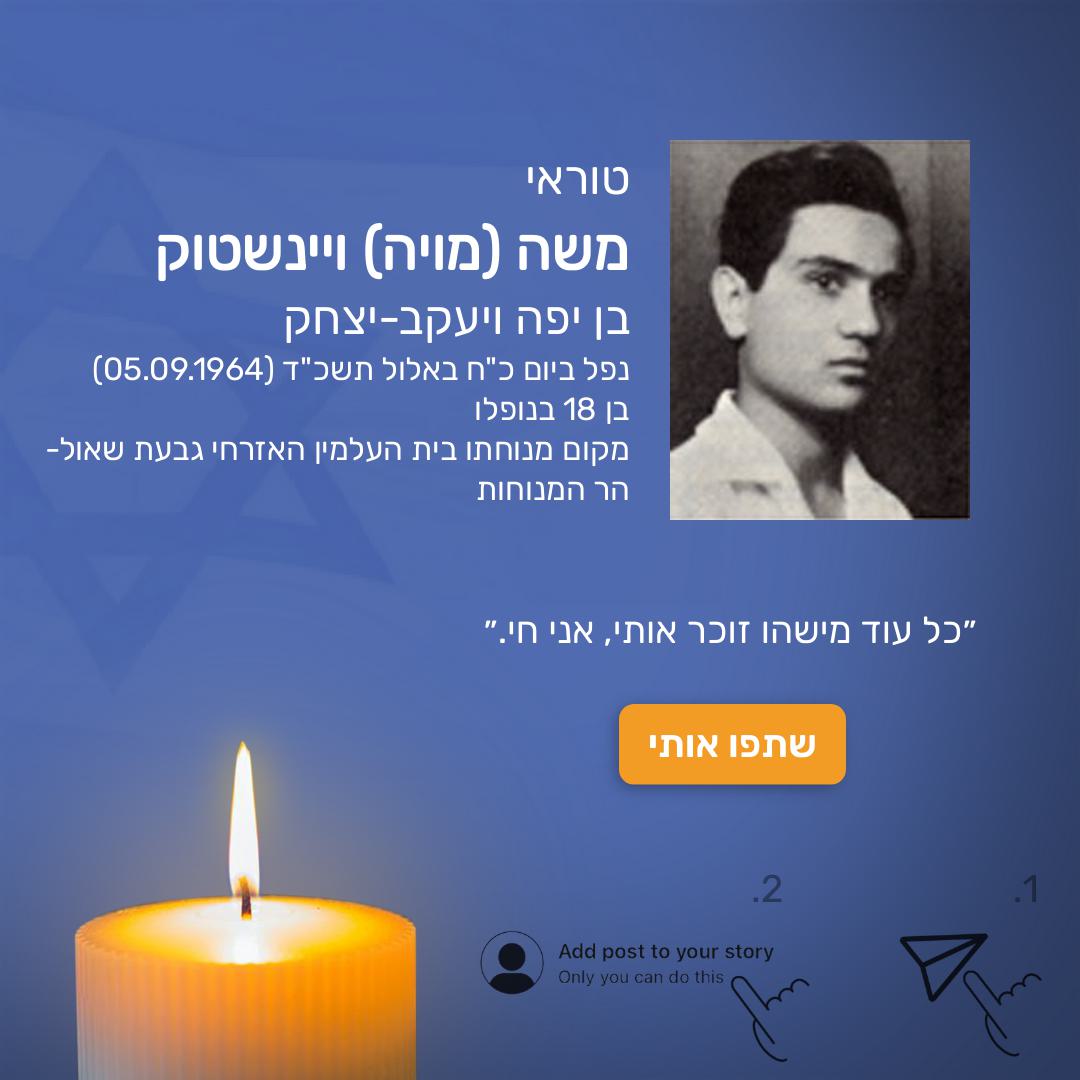 טוראי
משה (מויה) ויינשטוק
בן יפה ויעקב-יצחק
נפל ביום כ"ח באלול תשכ"ד (05.09.1964)
בן 18 בנופלו
מקום מנוחתו בית העלמין האזרחי גבעת שאול-
הר המנוחות
״כל עוד מישהו זוכר אותי, אני חי.״
שתפו אותי
1.
2.
Add post to your story
Only you can do this